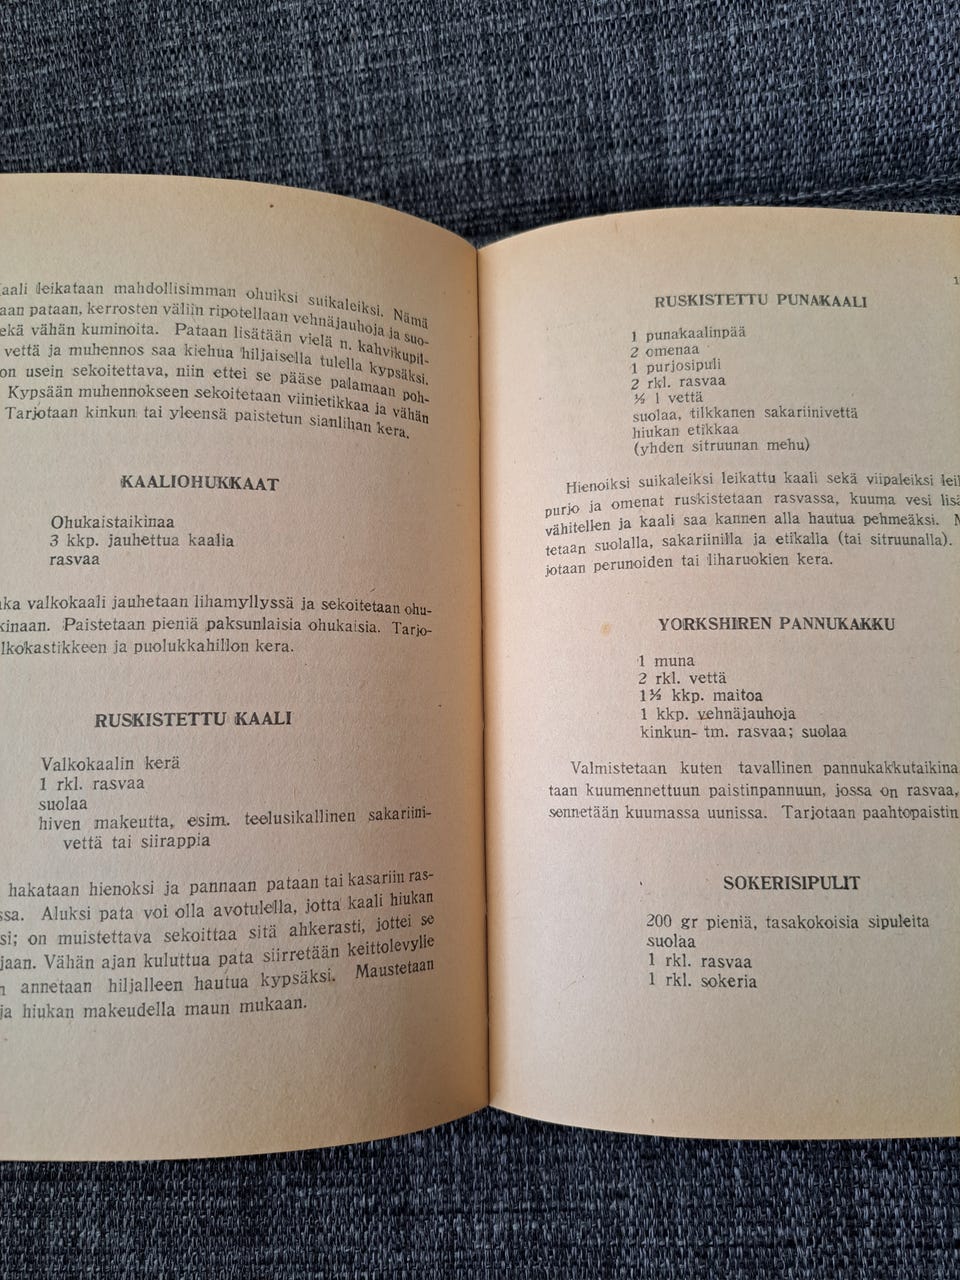 leikataan mahdollisimman ohuiksi suikaleiksi. Nämä
pataan, kerrosten väliin ripotellaan vehnäjauhoja ja suo-
vähän kuminoita. Pataan lisätään vielä n. kahvikupil-
vettä ja muhennos saa kiehua hiljaisella tulella kypsäksi.
on usein sekoitettava, niin ettei se pääse palamaan poh-
Kypsään muhennokseen sekoitetaan viinietikkaa ja vähän
Tarjotaan kinkun tai yleensä paistetun sianlihan kera.
KAALIOHUKKAAT
Ohukaistaikinaa
3 kkp. jauhettua kaalia
rasvaa
valkokaali jauhetaan lihamyllyssä ja sekoitetaan ohu-
Paistetaan pieniä paksunlaisia ohukaisia. Tarjo-
ja puolukkahillon kera.
RUSKISTETTU KAALI
Valkokaalin kerä
1 rkl. rasvaa
suolaa
hiven makeutta, esim. teelusikallinen sakariini-
vettä tai siirappia
hakataan hienoksi ja pannaan pataan tai kasariin ras-
Aluksi pata voi olla avotulella, jotta kaali hiukan
on muistettava sekoittaa sitä ahkerasti, jottei se
Vähän ajan kuluttua pata siirretään keittolevylle
annetaan hiljalleen hautua kypsäksi. Maustetaan
ja hiukan makeudella maun mukaan.
RUSKISTETTU PUNAKAALI
1 punakaalinpää
2 omenaa
1 purjosipuli
2 rkl. rasvaa
½ l vettä
suolaa, tilkkanen sakariinivettä
hiukan etikkaa
(yhden sitruunan mehu)
Hienoiksi suikaleiksi leikattu kaali sekä viipaleiksi
purjo ja omenat ruskistetaan rasvassa, kuuma vesi
vähitellen ja kaali saa kannen alla hautua pehmeäksi.
tetaan suolalla, sakariinilla ja etikalla (tai sitruunalla).
jotaan perunoiden tai liharuokien kera.
YORKSHIREN PANNUKAKKU
1 muna
2 rkl. vettä
1½ kkp. maitoa
1 kkp. vehnäjauhoja
kinkun- tm. rasvaa; suolaa
Valmistetaan kuten tavallinen pannukakkutaikina
taan kuumennettuun paistinpannuun, jossa on rasvaa,
sennetään kuumassa uunissa. Tarjotaan paahtopaistin
SOKERISIPULIT
200 gr pieniä, tasakokoisia sipuleita
suolaa
1 rkl. rasvaa
1 rkl. sokeria